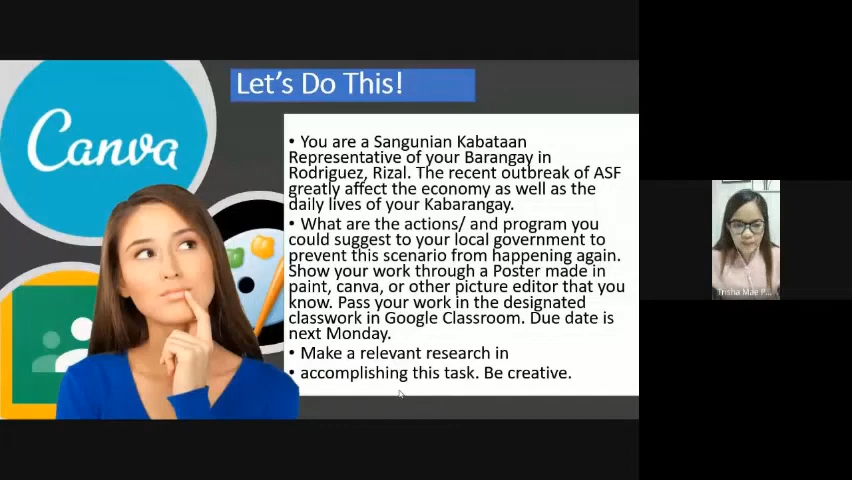 Canva
Let's Do This!
• You are a Sangunian Kabataan
Representative of your Barangay in
Rodriguez, Rizal. The recent outbreak of ASF
greatly affect the economy as well as the
daily lives of your Kabarangay.
• What are the actions/ and program you
could suggest to your local government to
prevent this scenario from happening again.
Show your work through a Poster made in
paint, canva, or other picture editor that you
know. Pass your work in the designated
classwork in Google Classroom. Due date is
next Monday.
• Make a relevant research in
• accomplishing this task. Be creative.
Trisha Mae P...